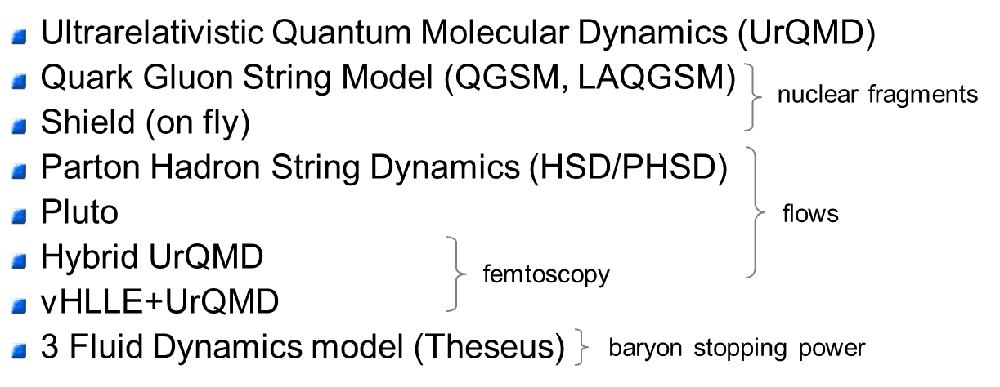 Ultrarelativistic Quantum Molecular Dynamics (UrQMD)
Quark Gluon String Model (QGSM, LAQGSM)
nuclear fragments
Shield (on fly)
Parton Hadron String Dynamics (HSD/PHSD)
Pluto
flows
Hybrid UrQMD
femtoscopy
vHLLE+UrQMD
3 Fluid Dynamics model (Theseus)
baryon stopping power